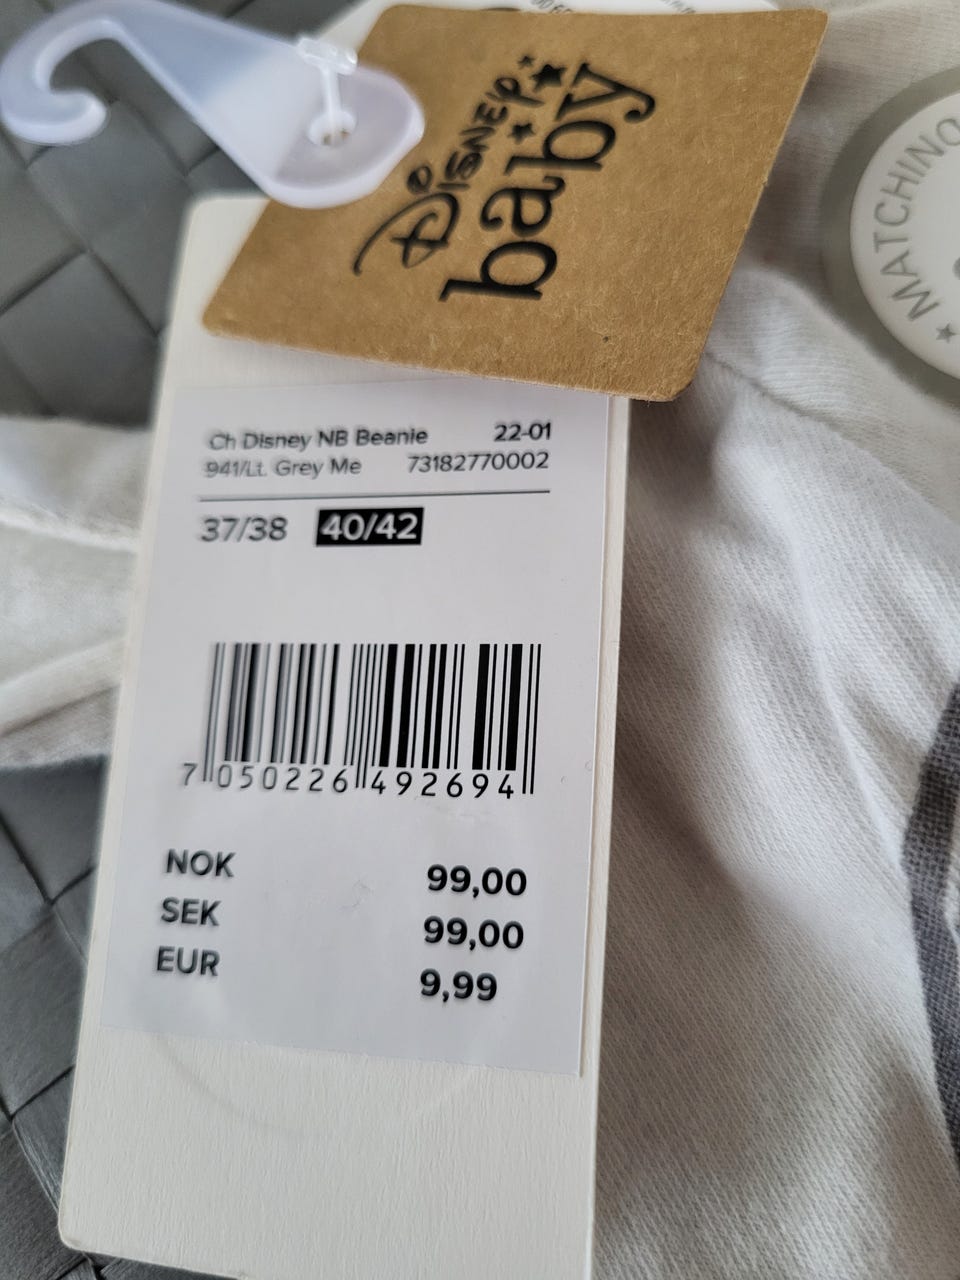 Disney
baby
MATCHING
Ch Disney NB Beanie 22-01
941/Lt. Grey Me 73182770002
37/38 40/42
7 050226 492694
NOK 99,00
SEK 99,00
EUR 9,99